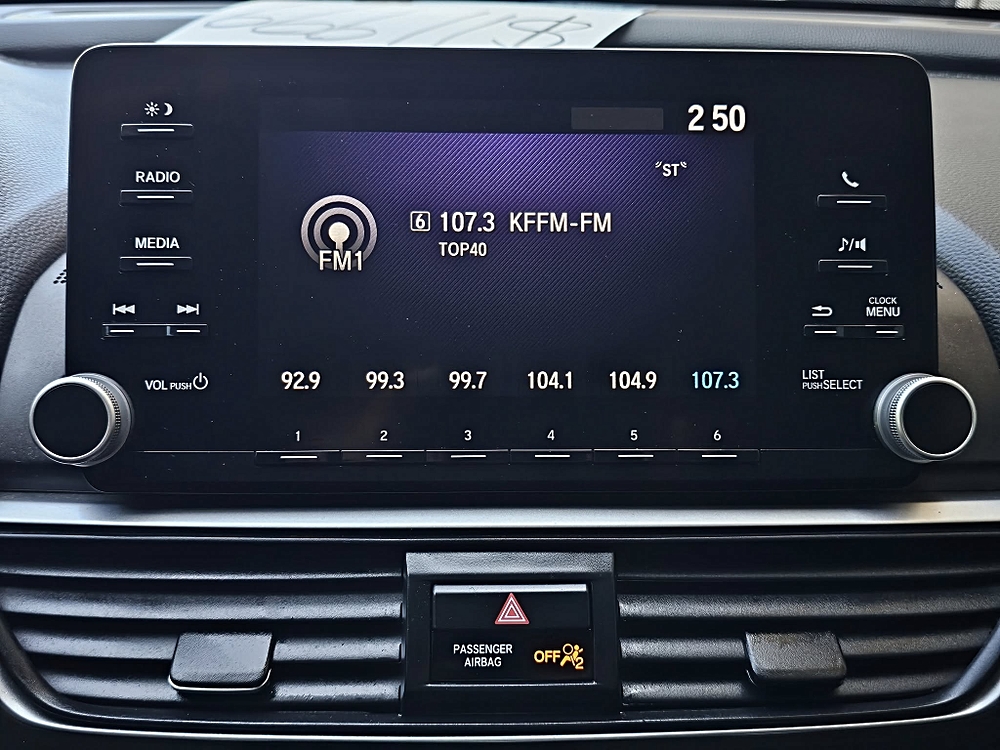 2 50
RADIO
"ST"
6 107.3 KFFM-FM
FM1
TOP40
MEDIA
CLOCK
MENU
VOL PUSH
LIST
PUSH SELECT
92.9 99.3 99.7 104.1 104.9 107.3
1 2 3 4 5 6
PASSENGER
AIRBAG
OFF 2